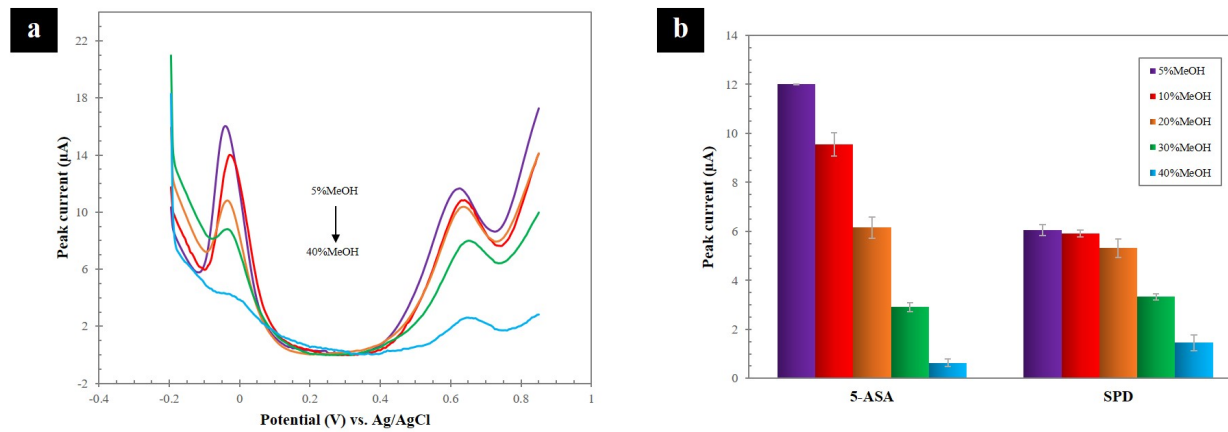 a
22
18
14
10
6
2
-2
Peak current (µA)
5%MeOH
40%MeOH
-0.4
-0.2
0
0.2
0.4
0.6
0.8
1
Potential (V) vs. Ag/AgCl
b
14
12
10
8
6
4
2
0
Peak current (µA)
5%MeOH
10%MeOH
20%MeOH
30%MeOH
40%MeOH
5-ASA
SPD